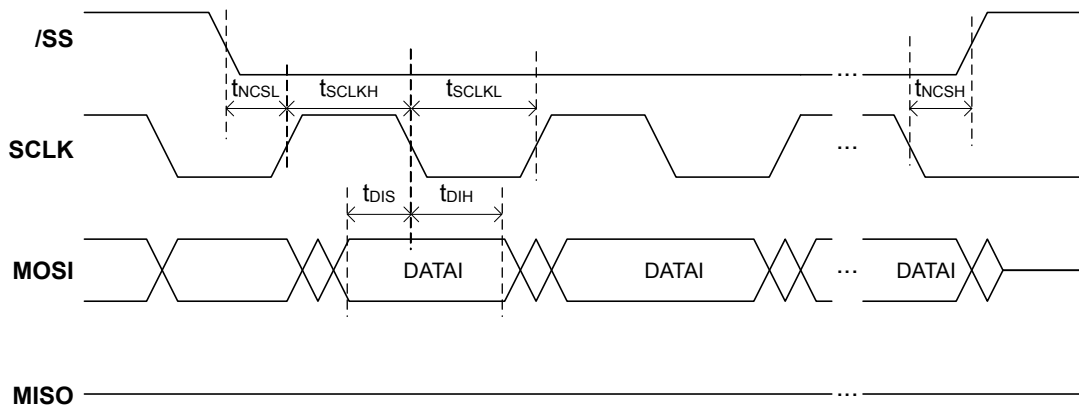 /SS
...
tNCSL tSCLKH tSCLKL tNCSH
SCLK
...
tDIS tDIH
MOSI DATAI DATAI ... DATAI
MISO ...